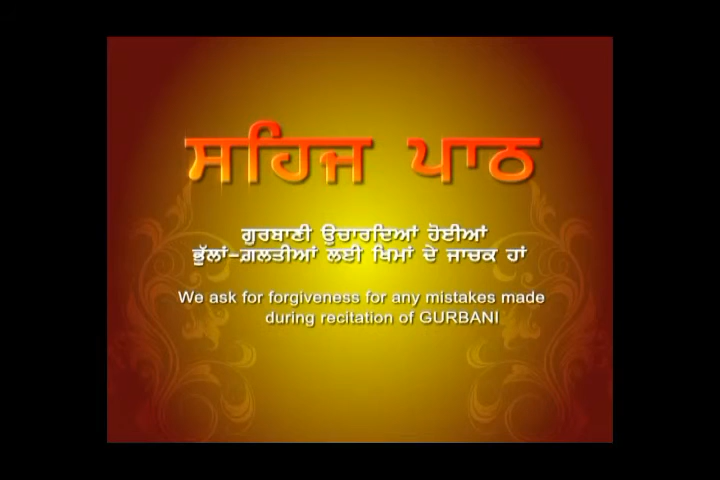 ਸਹਿਜ ਪਾਠ
ਗੁਰਬਾਣੀ ਉਚਾਰਦਿਆਂ ਹੋਈਆਂ
ਭੁੱਲਾਂ-ਗ਼ਲਤੀਆਂ ਲਈ ਖਿਮਾਂ ਦੇ ਜਾਚਕ ਹਾਂ
We ask for forgiveness for any mistakes made
during recitation of GURBANI